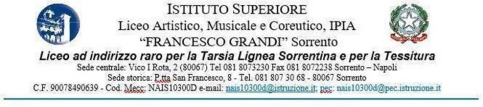 ISTITUTO SUPERIORE
Liceo Artistico, Musicale e Coreutico, IPIA
“FRANCESCO GRANDI” Sorrento
Liceo ad indirizzo raro per la Tarsia Lignea Sorrentina e per la Tessitura
Sede centrale: Vico I Rota, 2 (80067) Tel 081 8073230 Fax 081 8072238 Sorrento – Napoli
Sede storica: P.tta San Francesco, 8 - Tel. 081 807 30 68 - 80067 Sorrento
C.F. 90078490639 - Cod. Mecc: NAIS10300D e-mail: nais10300d@istruzione.it; pec: nais10300d@pec.istruzione.it